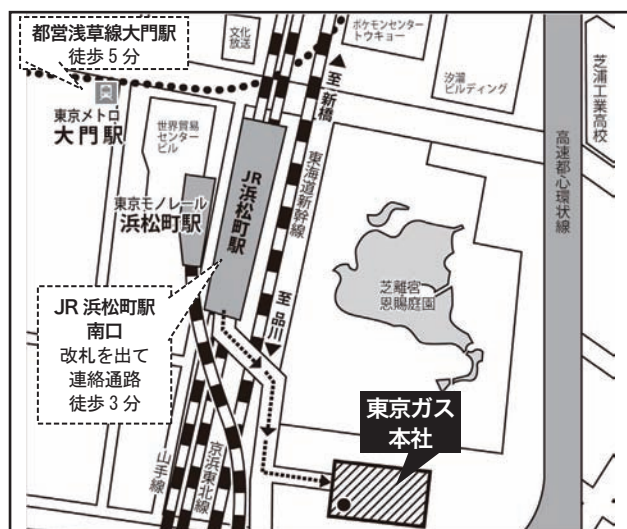 都営浅草線大門駅
徒歩5分
文化
放送
ポケモンセンター
トウキョー
汐溜
ビルディング
芝浦工業高校
至新橋
東京メトロ
大門駅
世界貿易
センター
ビル
JR浜松町駅
東海道新幹線
高速都心環状線
東京モノレール
浜松町駅
芝離宮
恩賜庭園
至品川
JR浜松町駅
南口
改札を出て
連絡通路
徒歩3分
東京ガス
本社
山手線
京浜東北線